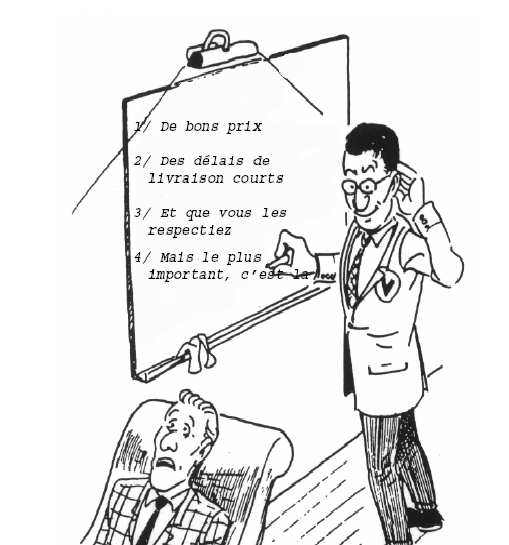 1/ De bons prix
2/ Des délais de
livraison courts
3/ Et que vous les
respectiez
4/ Mais le plus
important, c'est la